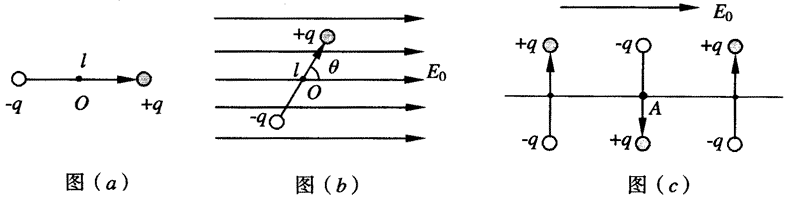 l
-q O +q
图 (a)
+q
l θ
O E₀
-q
图 (b)
E₀
+q -q +q
A
-q +q -q
图 (c)